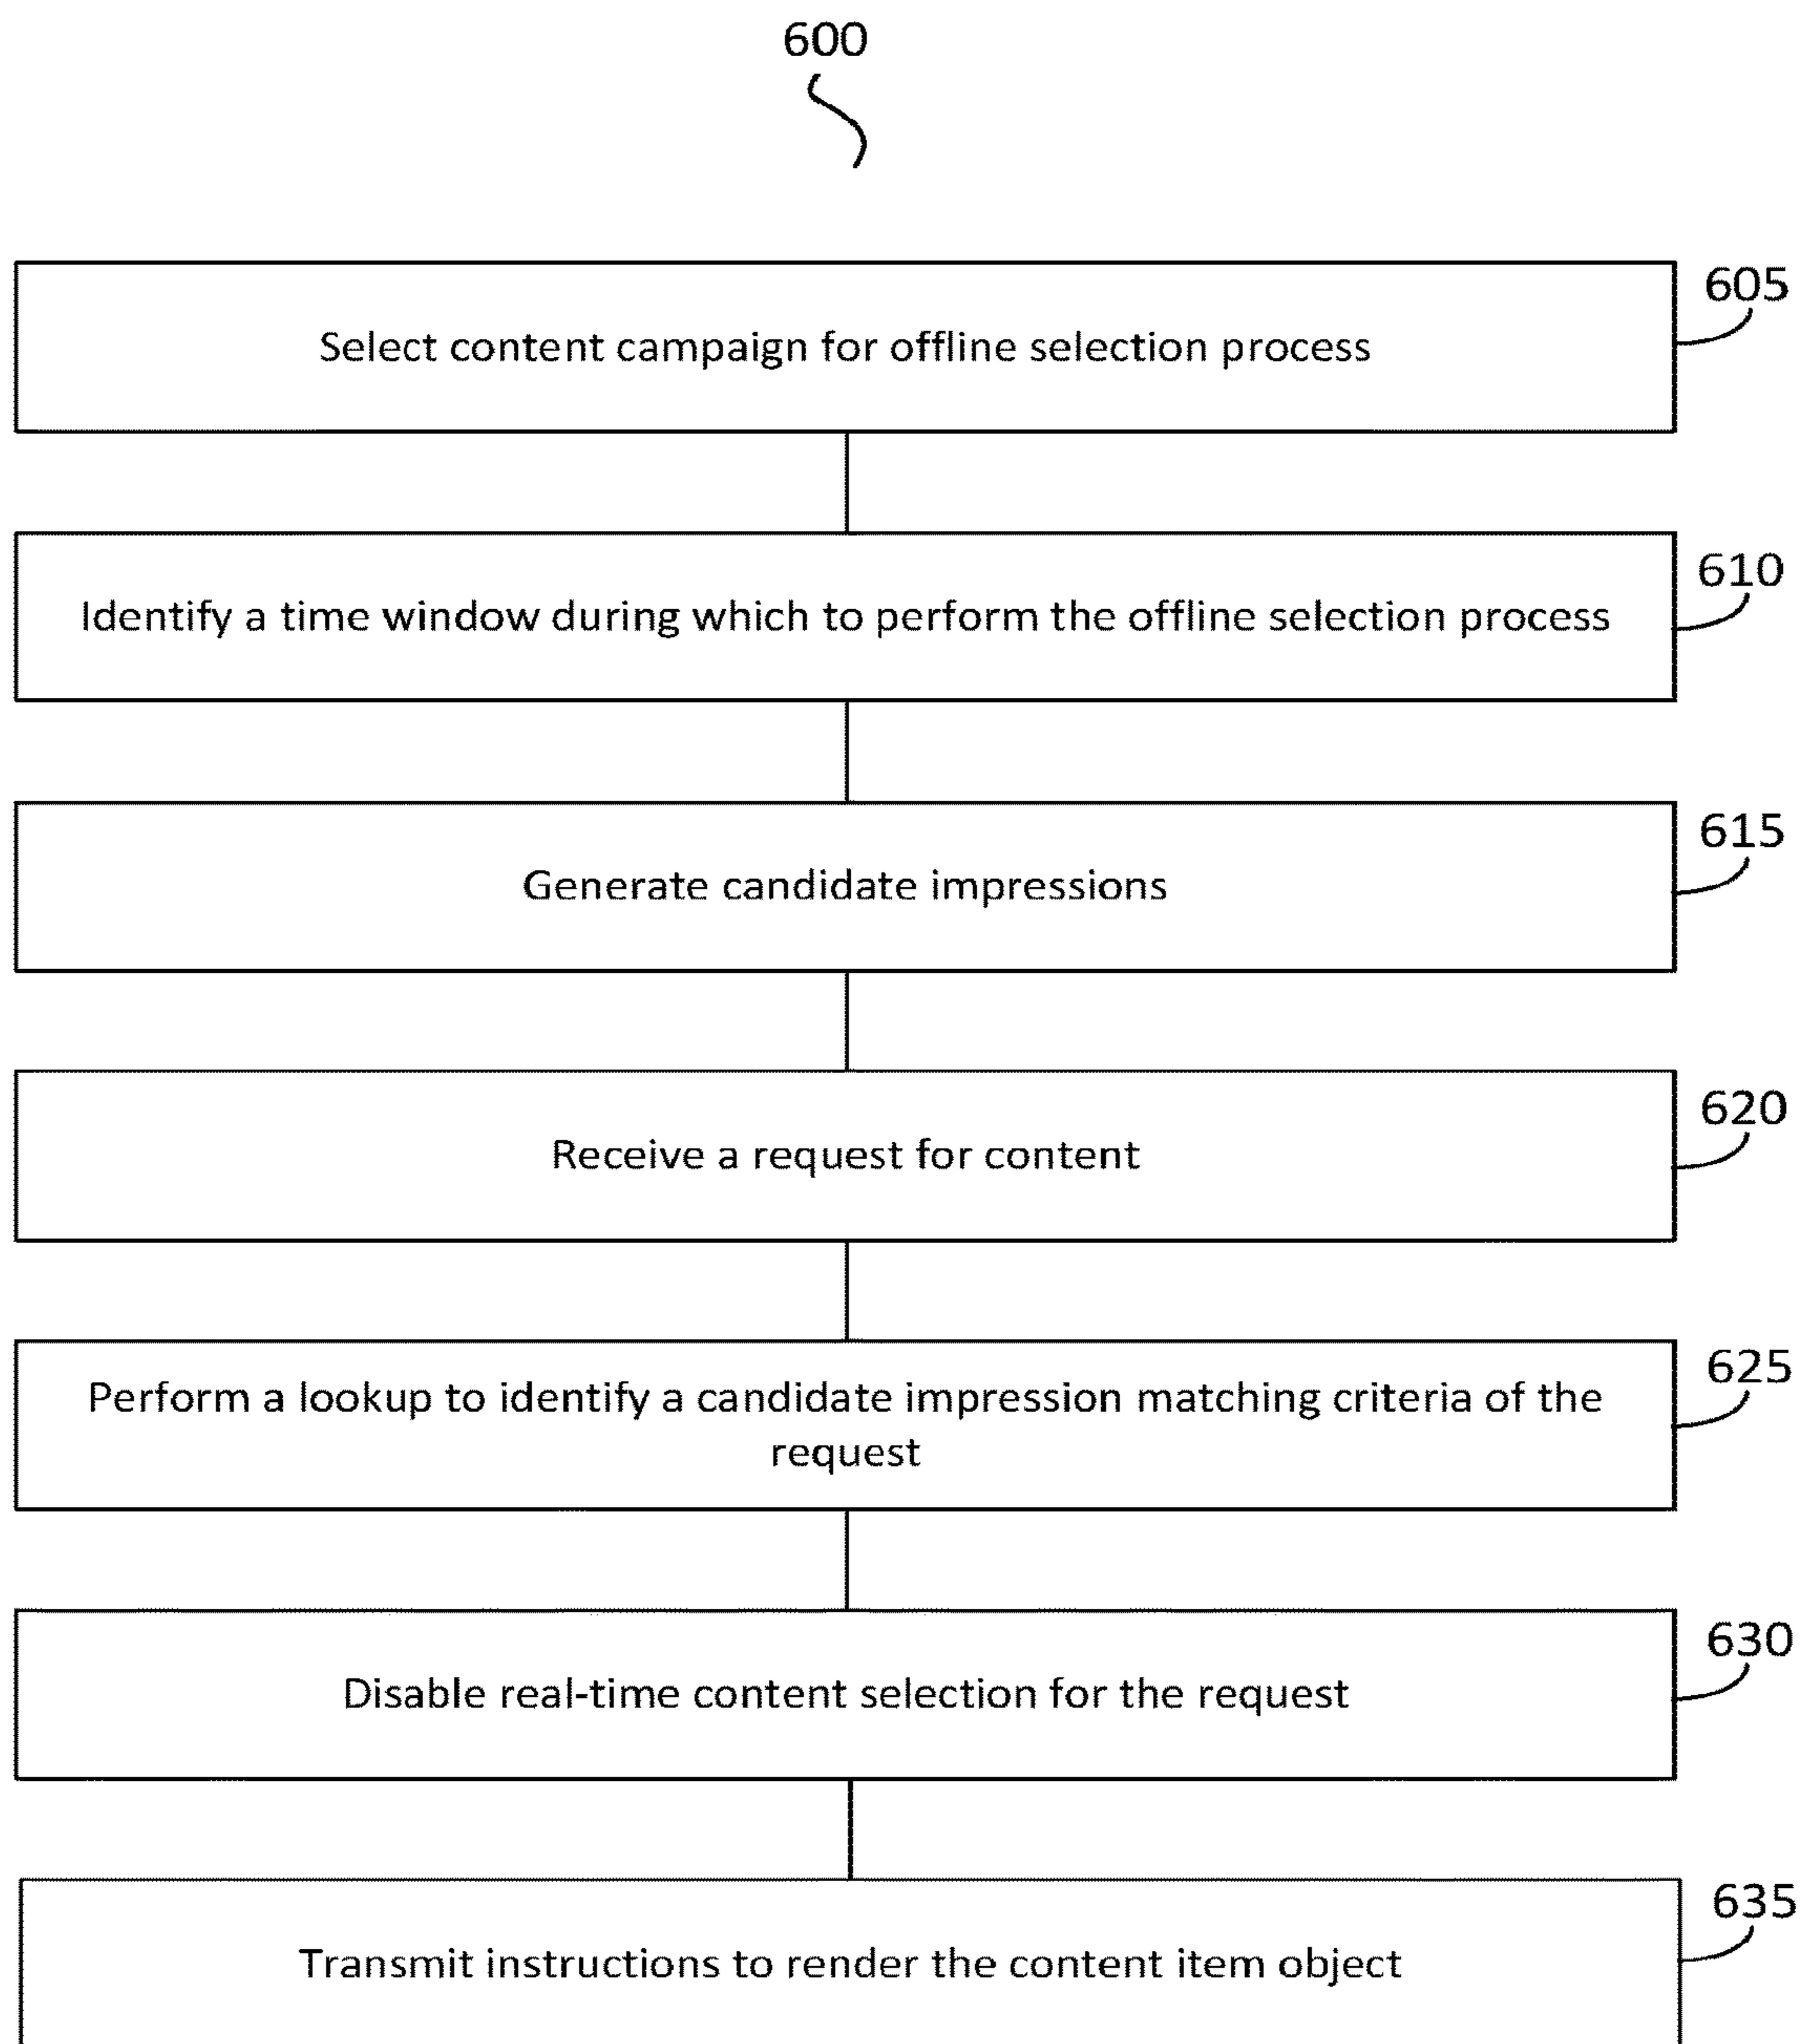 600
605
Select content campaign for offline selection process
610
Identify a time window during which to perform the offline selection process
615
Generate candidate impressions
620
Receive a request for content
625
Perform a lookup to identify a candidate impression matching criteria of the
request
630
Disable real-time content selection for the request
635
Transmit instructions to render the content item object